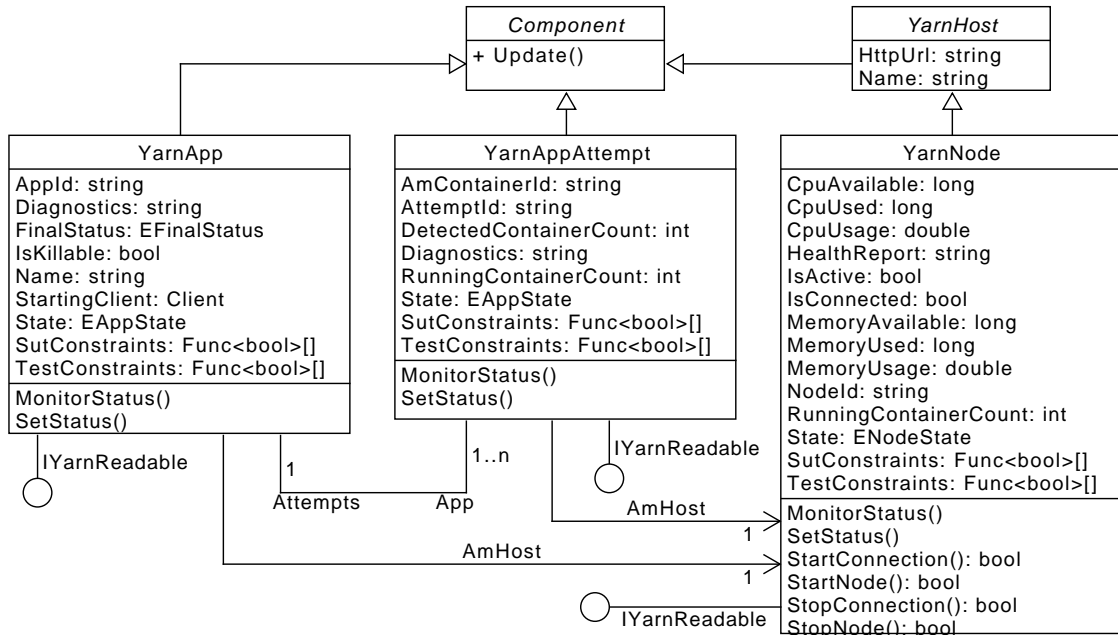 Component
+ Update()
YarnHost
HttpUrl: string
Name: string
YarnApp
AppId: string
Diagnostics: string
FinalStatus: EFinalStatus
IsKillable: bool
Name: string
StartingClient: Client
State: EAppState
SutConstraints: Func<bool>[]
TestConstraints: Func<bool>[]
MonitorStatus()
SetStatus()
YarnAppAttempt
AmContainerId: string
AttemptId: string
DetectedContainerCount: int
Diagnostics: string
RunningContainerCount: int
State: EAppState
SutConstraints: Func<bool>[]
TestConstraints: Func<bool>[]
MonitorStatus()
SetStatus()
YarnNode
CpuAvailable: long
CpuUsed: long
CpuUsage: double
HealthReport: string
IsActive: bool
IsConnected: bool
MemoryAvailable: long
MemoryUsed: long
MemoryUsage: double
NodeId: string
RunningContainerCount: int
State: ENodeState
SutConstraints: Func<bool>[]
TestConstraints: Func<bool>[]
MonitorStatus()
SetStatus()
StartConnection(): bool
StartNode(): bool
StopConnection(): bool
StopNode(): bool
IYarnReadable
1
Attempts
1..n
App
IYarnReadable
AmHost
1
AmHost
1
IYarnReadable